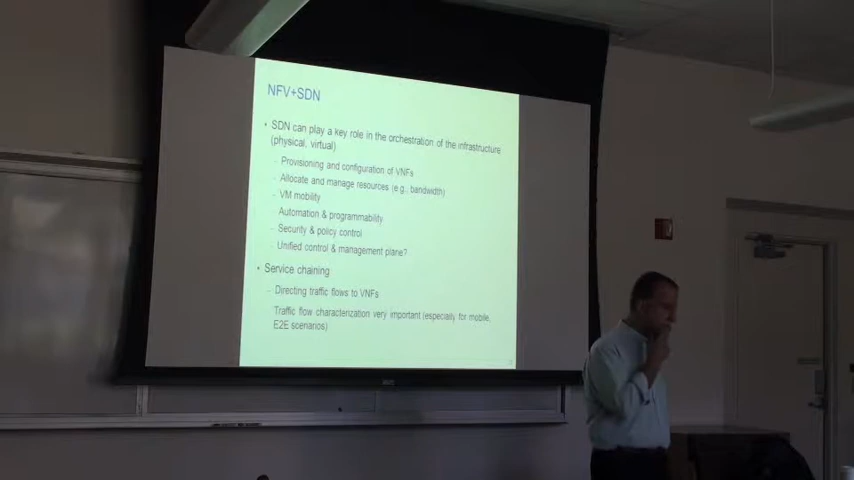 NFV+SDN
• SDN can play a key role in the orchestration of the infrastructure
(physical, virtual)
- Provisioning and configuration of VNFs
- Allocate and manage resources (e.g., bandwidth)
- VM mobility
- Automation & programmability
- Security & policy control
- Unified control & management plane?
• Service chaining
- Directing traffic flows to VNFs
- Traffic flow characterization very important (especially for mobile,
E2E scenarios)